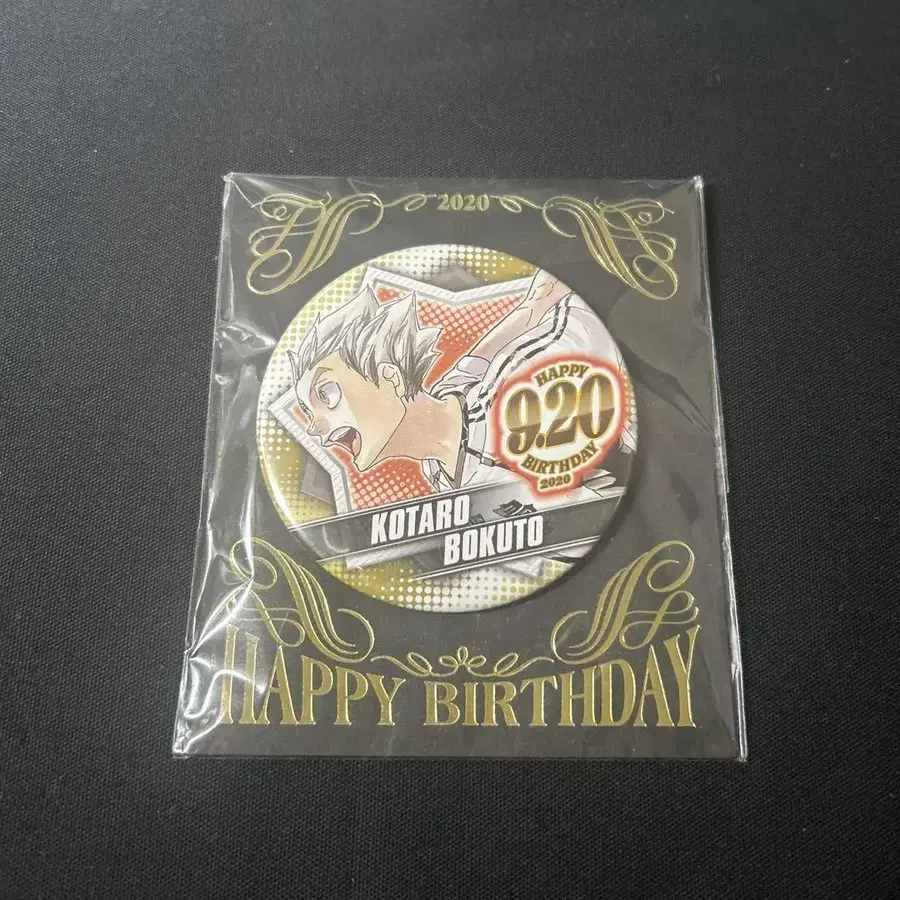 2020
HAPPY
9.20
BIRTHDAY
2020
KOTARO
BOKUTO
HAPPY BIRTHDAY